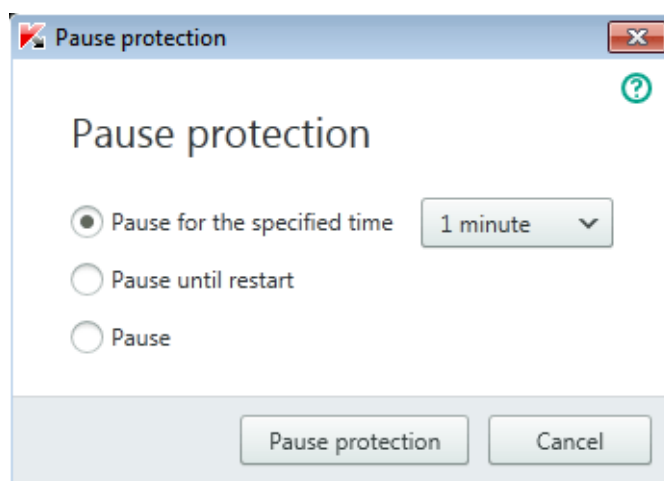 Pause protection
?
Pause protection
Pause for the specified time 1 minute
Pause until restart
Pause
Pause protection Cancel